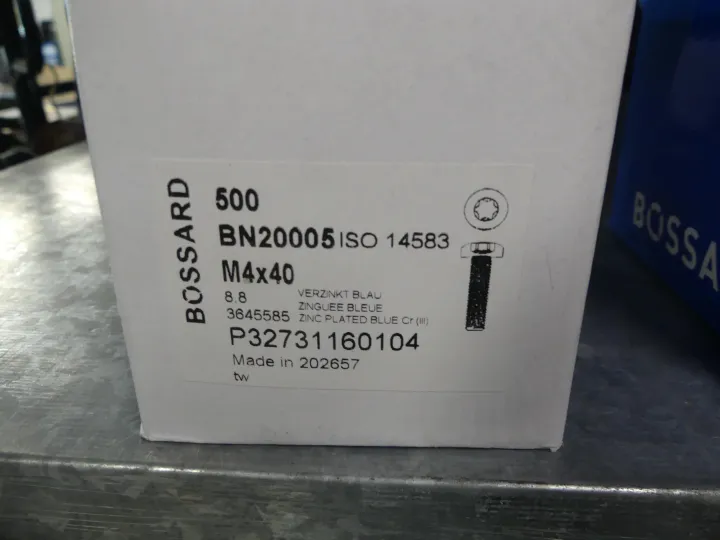 BOSSARD
500
BN20005 ISO 14583
M4x40
8.8 VERZINKT BLAU
ZINGUEE BLEUE
3645585 ZINC PLATED BLUE Cr (III)
P32731160104
Made in 202657
tw
BOSSA